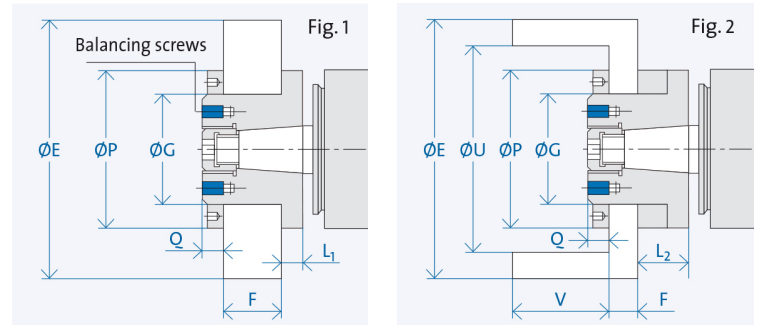 Fig. 1
Balancing screws
ØE ØP ØG
Q
L₁
F
Fig. 2
ØE ØU ØP ØG
Q
L₂
V F